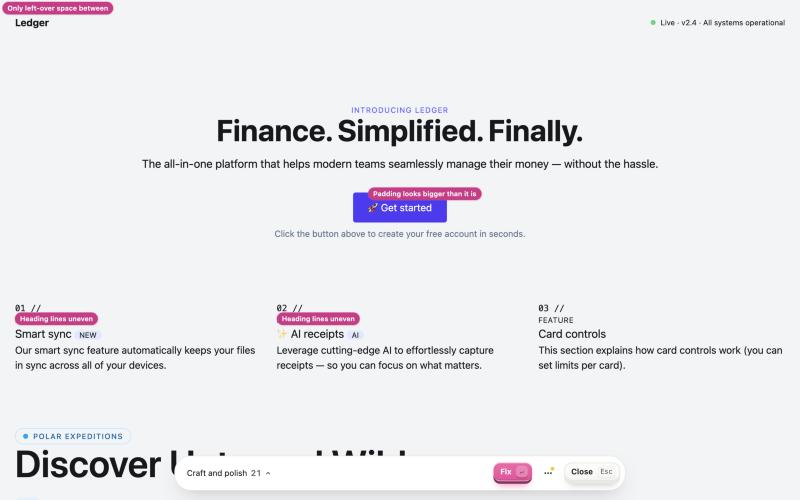 Only left-over space between
Ledger
Live · v2.4 · All systems operational
INTRODUCING LEDGER
Finance. Simplified. Finally.
The all-in-one platform that helps modern teams seamlessly manage their money — without the hassle.
Padding looks bigger than it is
🚀 Get started
Click the button above to create your free account in seconds.
01 //
Heading lines uneven
Smart sync NEW
Our smart sync feature automatically keeps your files
in sync across all of your devices.
02 //
Heading lines uneven
✨ AI receipts AI
Leverage cutting-edge AI to effortlessly capture
receipts — so you can focus on what matters.
03 //
FEATURE
Card controls
This section explains how card controls work (you can
set limits per card).
POLAR EXPEDITIONS
Discover
Craft and polish 21
Fix
Close Esc